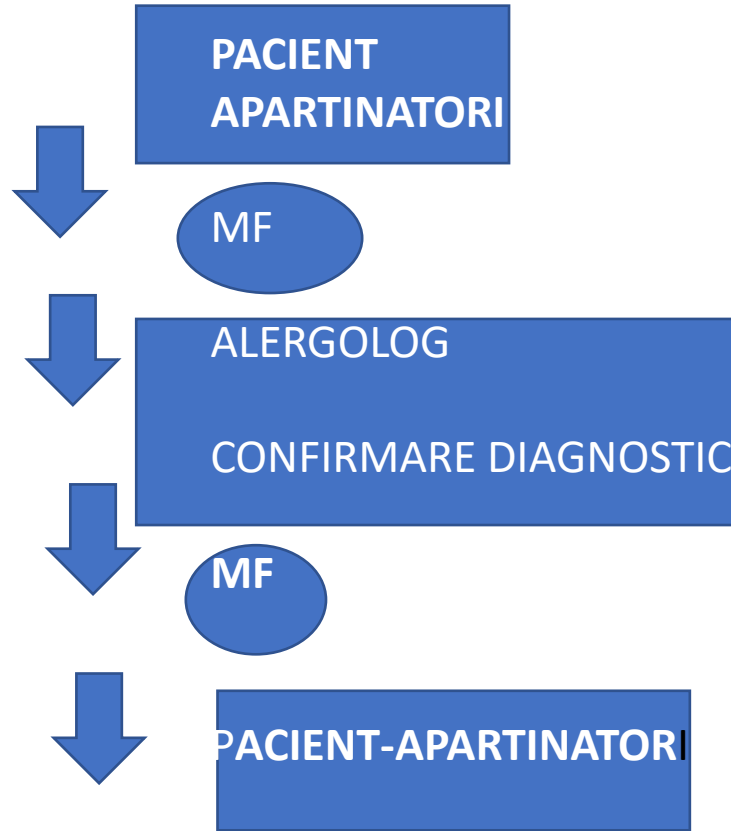 PACIENT
APARTINATORI
MF
ALERGOLOG
CONFIRMARE DIAGNOSTIC
MF
PACIENT-APARTINATORI